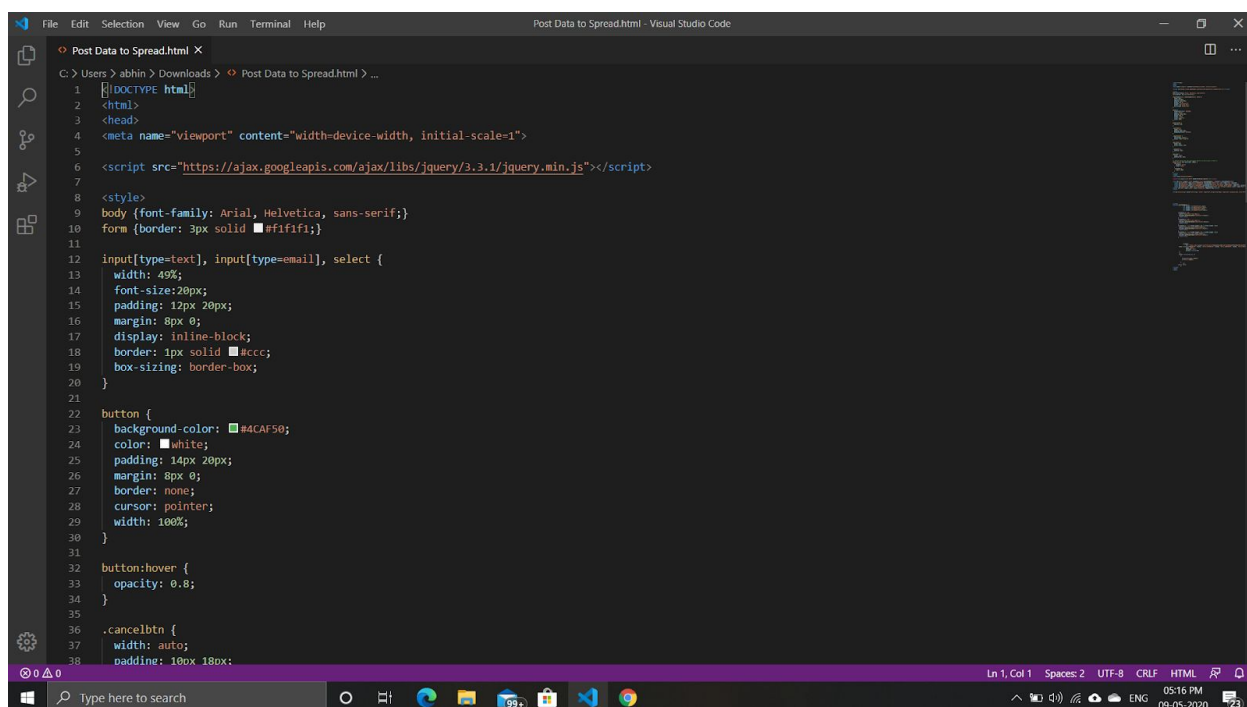 File Edit Selection View Go Run Terminal Help
Post Data to Spread.html - Visual Studio Code
Post Data to Spread.html
C: > Users > abhin > Downloads > Post Data to Spread.html > ...
1 <!DOCTYPE html>
2 <html>
3 <head>
4 <meta name="viewport" content="width=device-width, initial-scale=1">
5
6 <script src="https://ajax.googleapis.com/ajax/libs/jquery/3.3.1/jquery.min.js"></script>
7
8 <style>
9 body {font-family: Arial, Helvetica, sans-serif;}
10 form {border: 3px solid #f1f1f1;}
11
12 input[type=text], input[type=email], select {
13 width: 49%;
14 font-size:20px;
15 padding: 12px 20px;
16 margin: 8px 0;
17 display: inline-block;
18 border: 1px solid #ccc;
19 box-sizing: border-box;
20 }
21
22 button {
23 background-color: #4CAF50;
24 color: white;
25 padding: 14px 20px;
26 margin: 8px 0;
27 border: none;
28 cursor: pointer;
29 width: 100%;
30 }
31
32 button:hover {
33 opacity: 0.8;
34 }
35
36 .cancelbtn {
37 width: auto;
38 padding: 10px 18px;
0 0 Ln 1, Col 1 Spaces: 2 UTF-8 CRLF HTML
Type here to search 99+ ENG 05:16 PM
09-05-2020 23